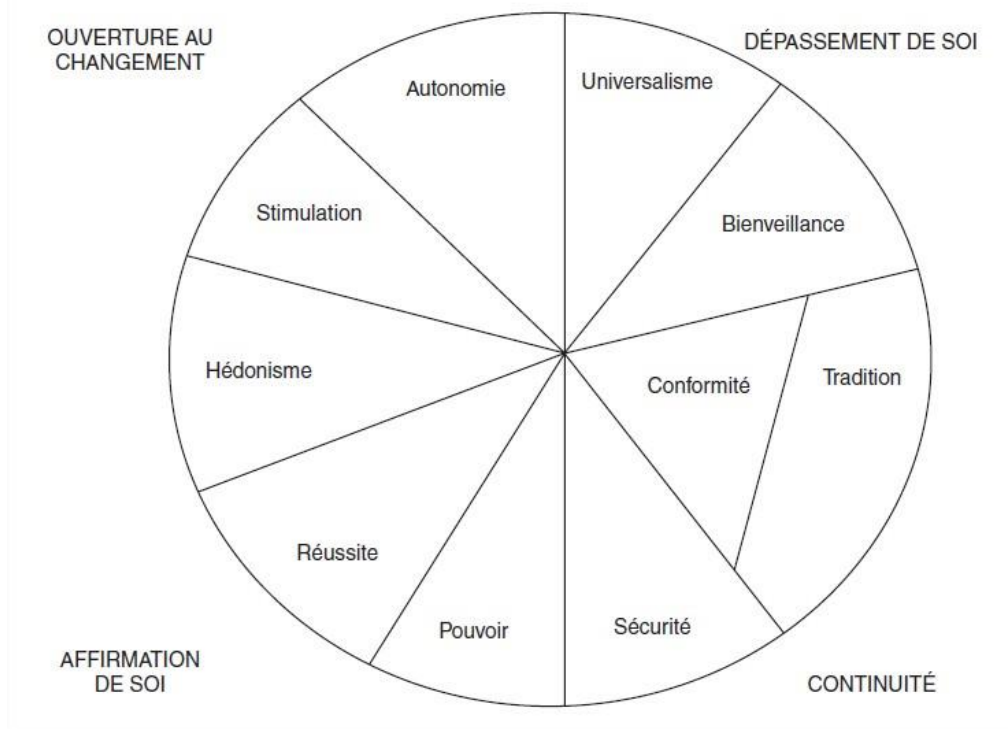 OUVERTURE AU
CHANGEMENT
DÉPASSEMENT DE SOI
Autonomie
Universalisme
Stimulation
Bienveillance
Hédonisme
Conformité
Tradition
Réussite
Pouvoir
Sécurité
AFFIRMATION
DE SOI
CONTINUITÉ